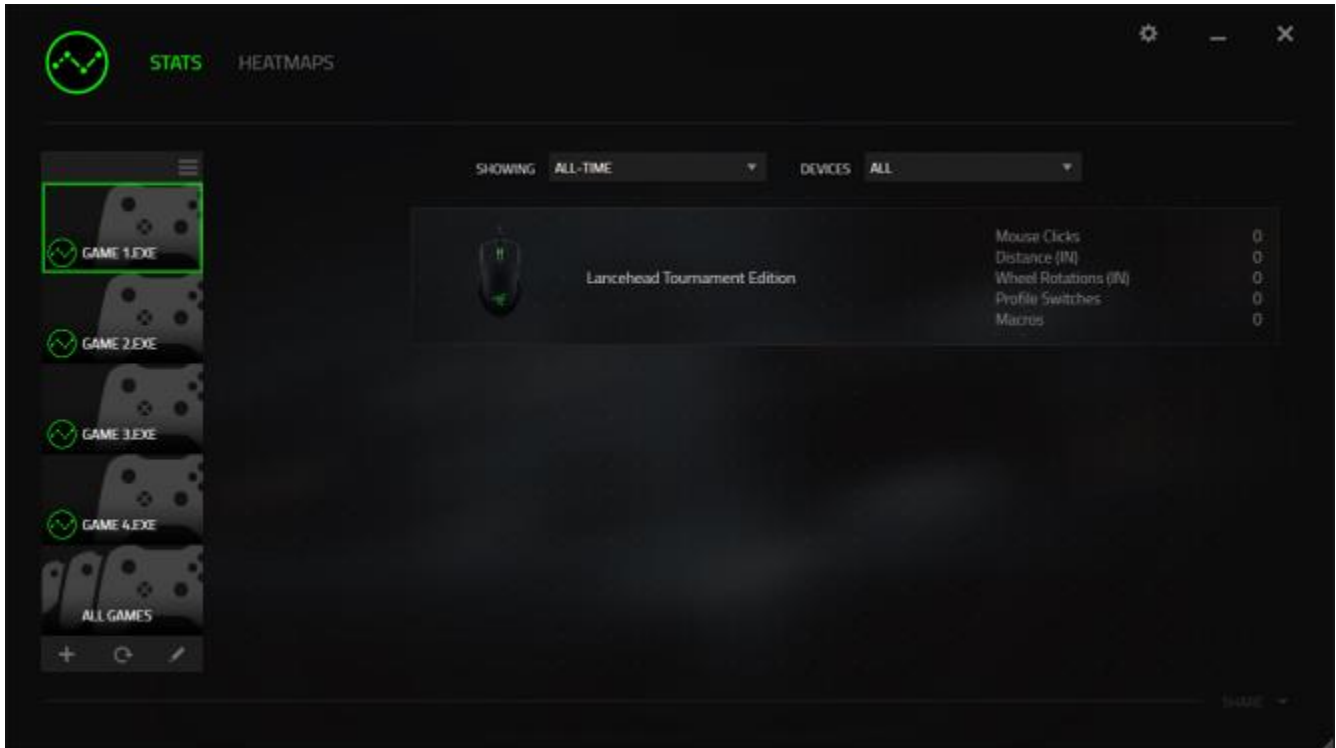 STATS HEATMAPS
SHOWING ALL-TIME DEVICES ALL
GAME 1.EXE
GAME 2.EXE
GAME 3.EXE
GAME 4.EXE
ALL GAMES
Lancehead Tournament Edition
Mouse Clicks 0
Distance (IN) 0
Wheel Rotations (IN) 0
Profile Switches 0
Macros 0
SHARE